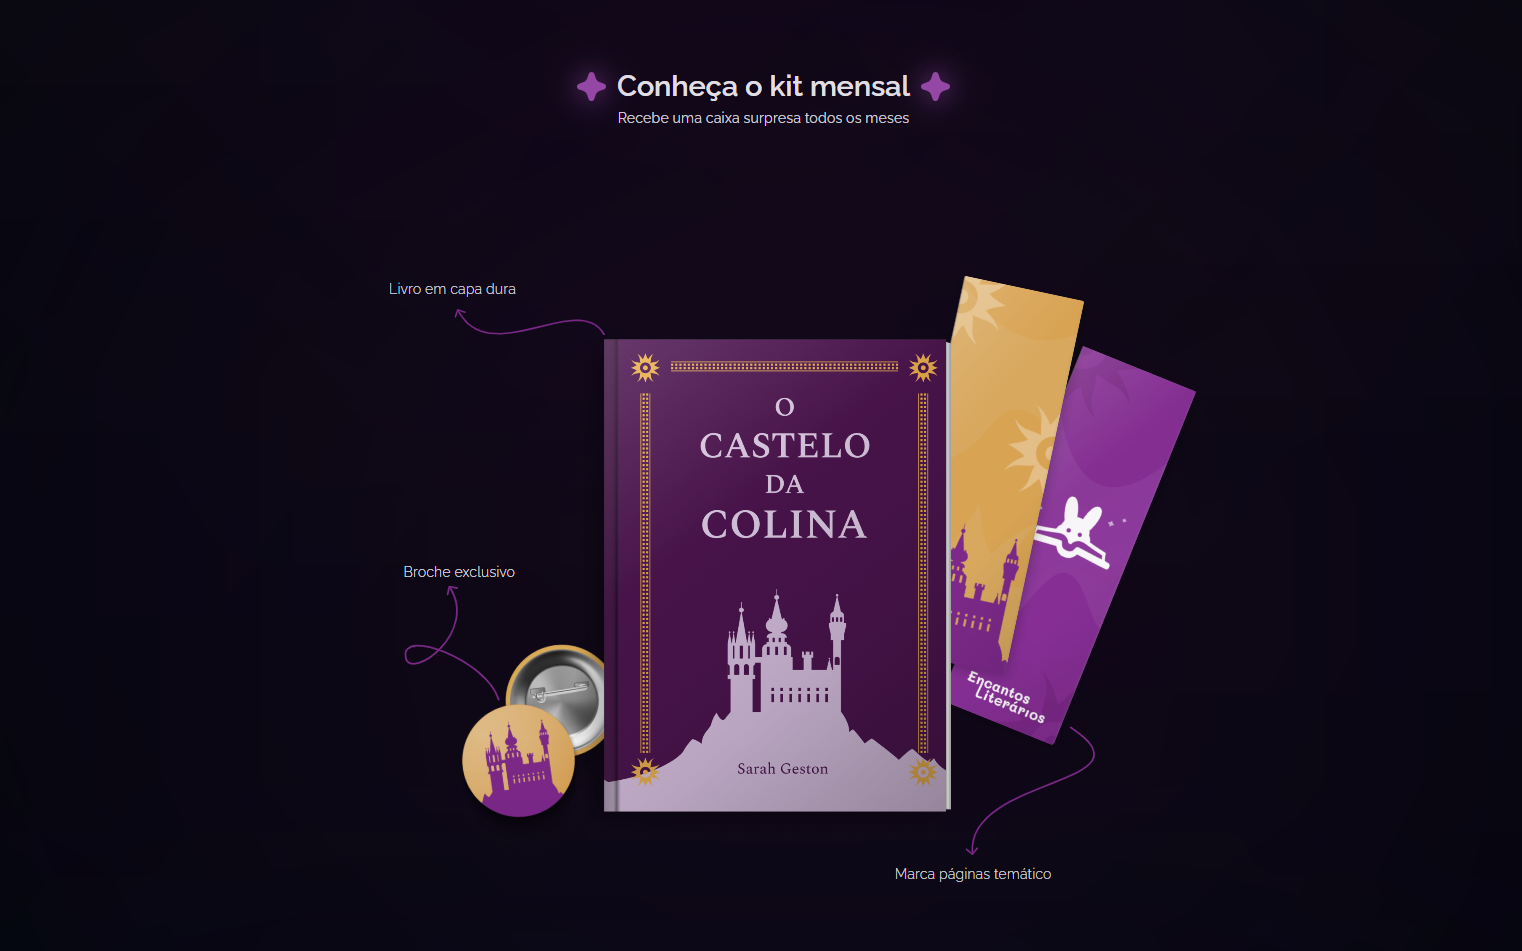 Conheça o kit mensal
Recebe uma caixa surpresa todos os meses
Livro em capa dura
O
CASTELO
DA
COLINA
Sarah Geston
Broche exclusivo
Encantos
Literários
Marca páginas temático